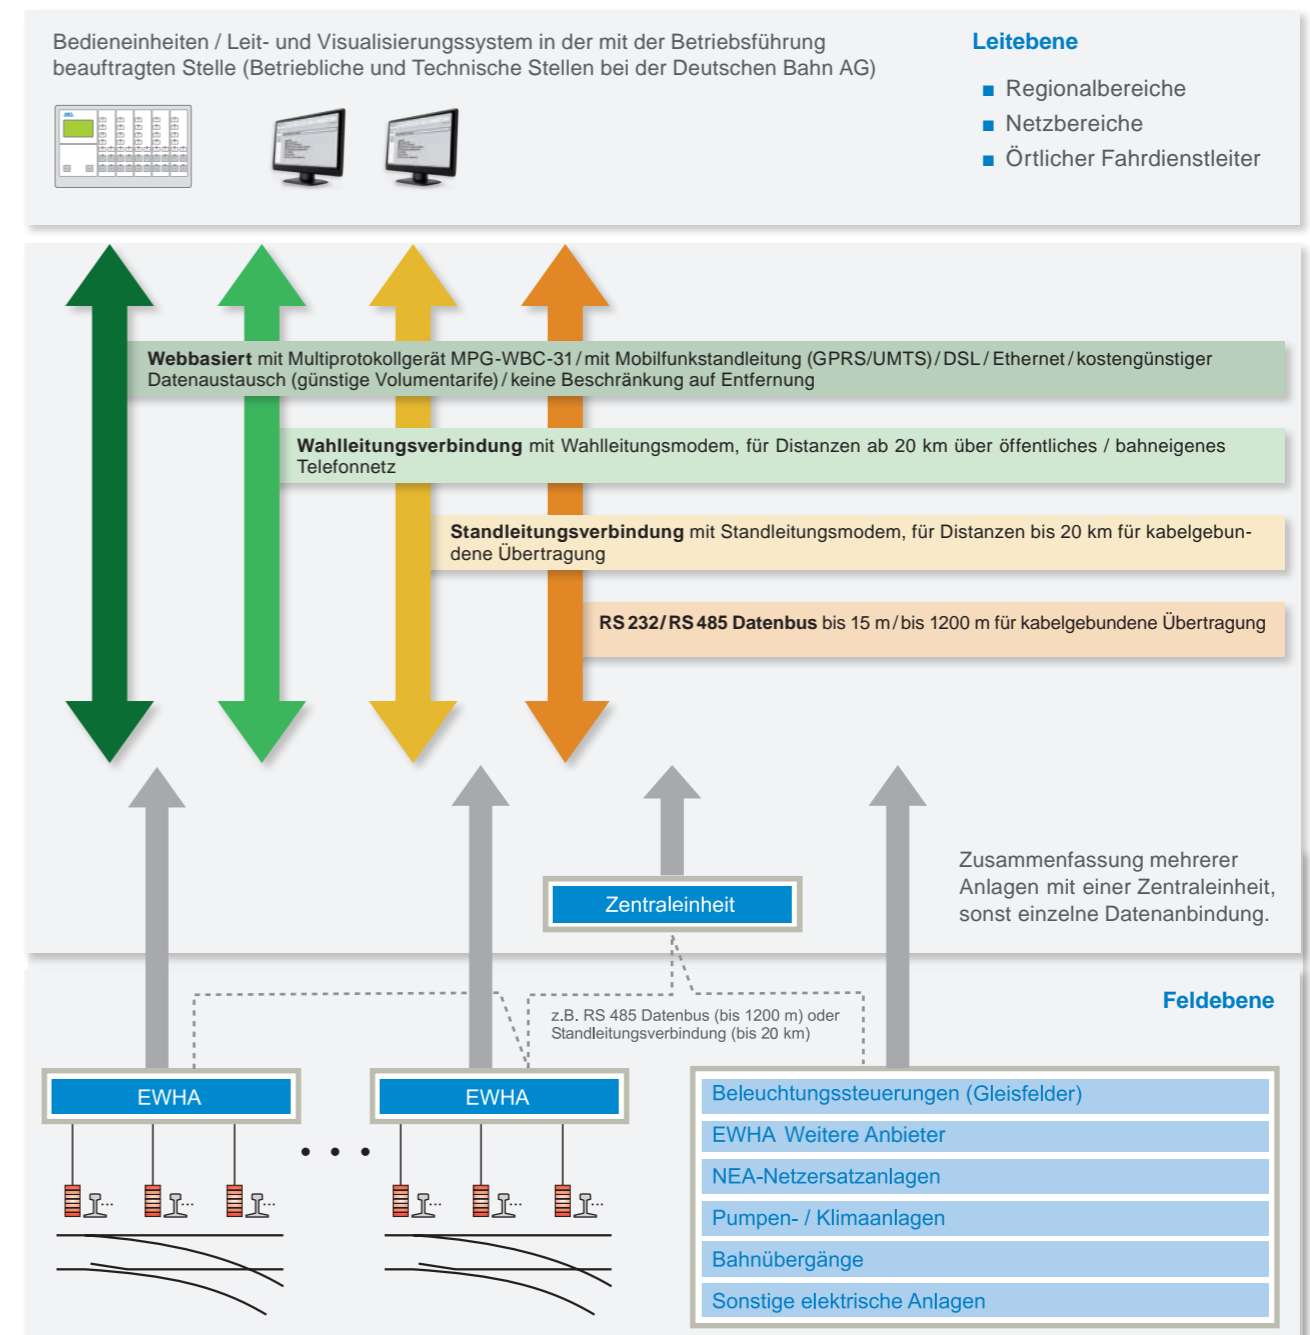 Bedieneinheiten / Leit- und Visualisierungssystem in der mit der Betriebsführung
beauftragten Stelle (Betriebliche und Technische Stellen bei der Deutschen Bahn AG)
Leitebene
■ Regionalbereiche
■ Netzbereiche
■ Örtlicher Fahrdienstleiter
Webbasiert mit Multiprotokollgerät MPG-WBC-31/mit Mobilfunkstandleitung (GPRS/UMTS)/DSL/Ethernet/kostengünstiger
Datenaustausch (günstige Volumentarife)/keine Beschränkung auf Entfernung
Wahlleitungsverbindung mit Wahlleitungsmodem, für Distanzen ab 20 km über öffentliches / bahneigenes
Telefonnetz
Standleitungsverbindung mit Standleitungsmodem, für Distanzen bis 20 km für kabelgebun-
dene Übertragung
RS 232/RS 485 Datenbus bis 15 m/bis 1200 m für kabelgebundene Übertragung
Zusammenfassung mehrerer
Anlagen mit einer Zentraleinheit,
sonst einzelne Datenanbindung.
Zentraleinheit
Feldebene
z.B. RS 485 Datenbus (bis 1200 m) oder
Standleitungsverbindung (bis 20 km)
EWHA
EWHA
Beleuchtungssteuerungen (Gleisfelder)
EWHA Weitere Anbieter
NEA-Netzersatzanlagen
Pumpen- / Klimaanlagen
Bahnübergänge
Sonstige elektrische Anlagen